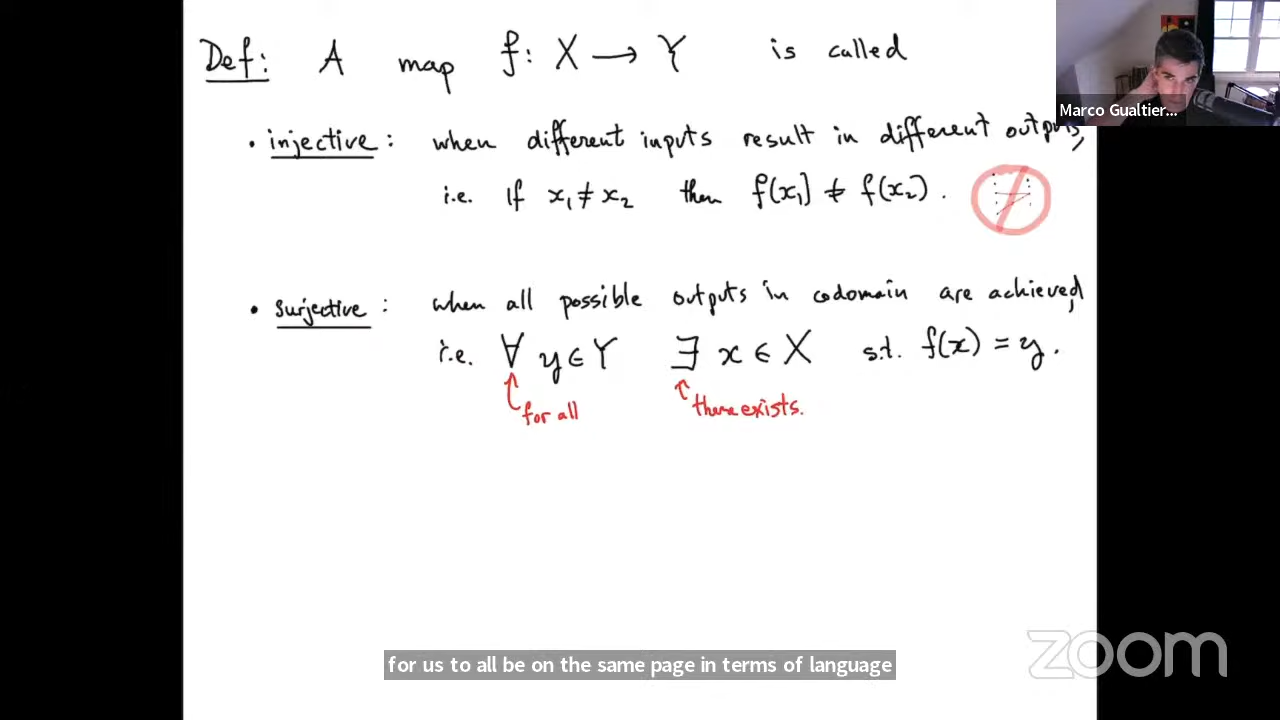 Def: A map f: X → Y is called
Marco Gualtier...
• injective: when different inputs result in different outputs,
i.e. If x₁ ≠ x₂ then f(x₁) ≠ f(x₂).
• surjective: when all possible outputs in codomain are achieved,
i.e. ∀ y ∈ Y ∃ x ∈ X s.t. f(x) = y.
for all there exists.
for us to all be on the same page in terms of language
zoom